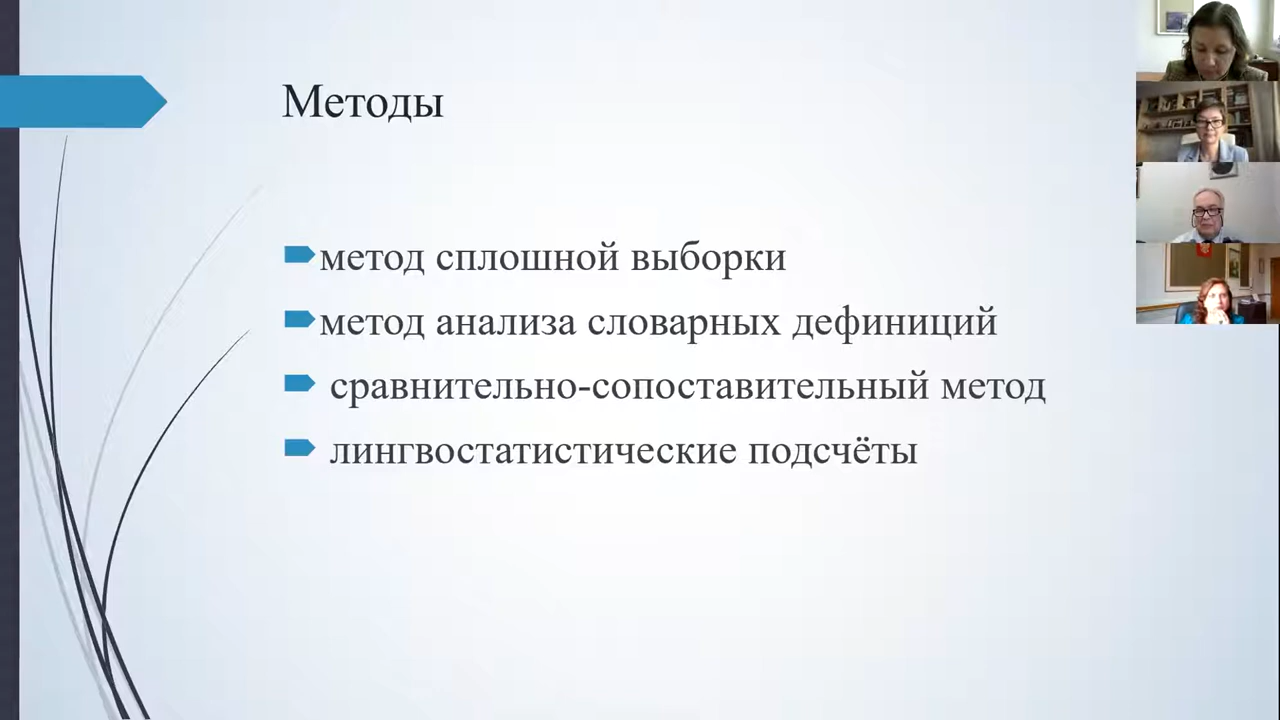 Методы
метод сплошной выборки
метод анализа словарных дефиниций
сравнительно-сопоставительный метод
лингвостатистические подсчёты